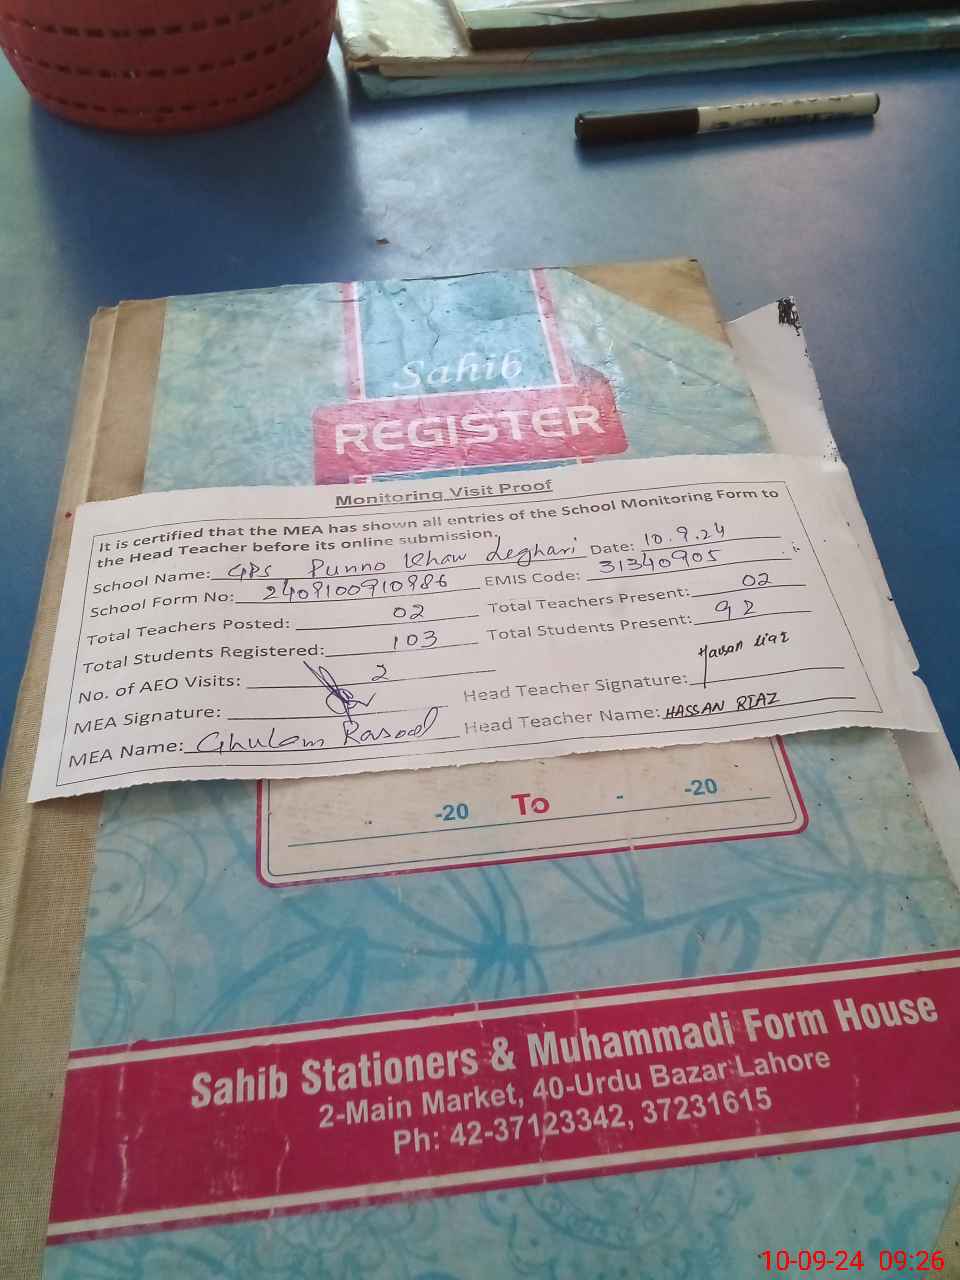 Sahib
REGISTER
Monitoring Visit Proof
It is certified that the MEA has shown all entries of the School Monitoring Form to
the Head Teacher before its online submission.
School Name: GPS Punno Khan Leghari Date: 10.9.24
School Form No: 2409100910986 EMIS Code: 31340905
Total Teachers Posted: 02 Total Teachers Present: 02
Total Students Registered: 103 Total Students Present: 92
No. of AEO Visits: 2
MEA Signature: Head Teacher Signature: Hassan Riaz
MEA Name: Ghulam Rasool Head Teacher Name: HASSAN RIAZ
-20 To - -20
Sahib Stationers & Muhammadi Form House
2-Main Market, 40-Urdu Bazar Lahore
Ph: 42-37123342, 37231615
10-09-24 09:26